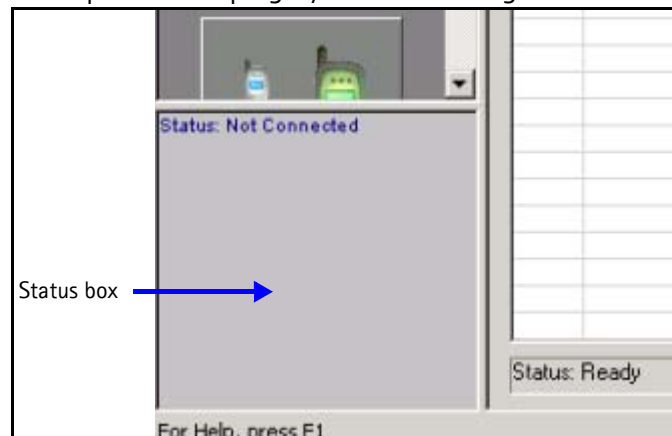 Status: Not Connected
Status box
Status: Ready
For Help, press F1